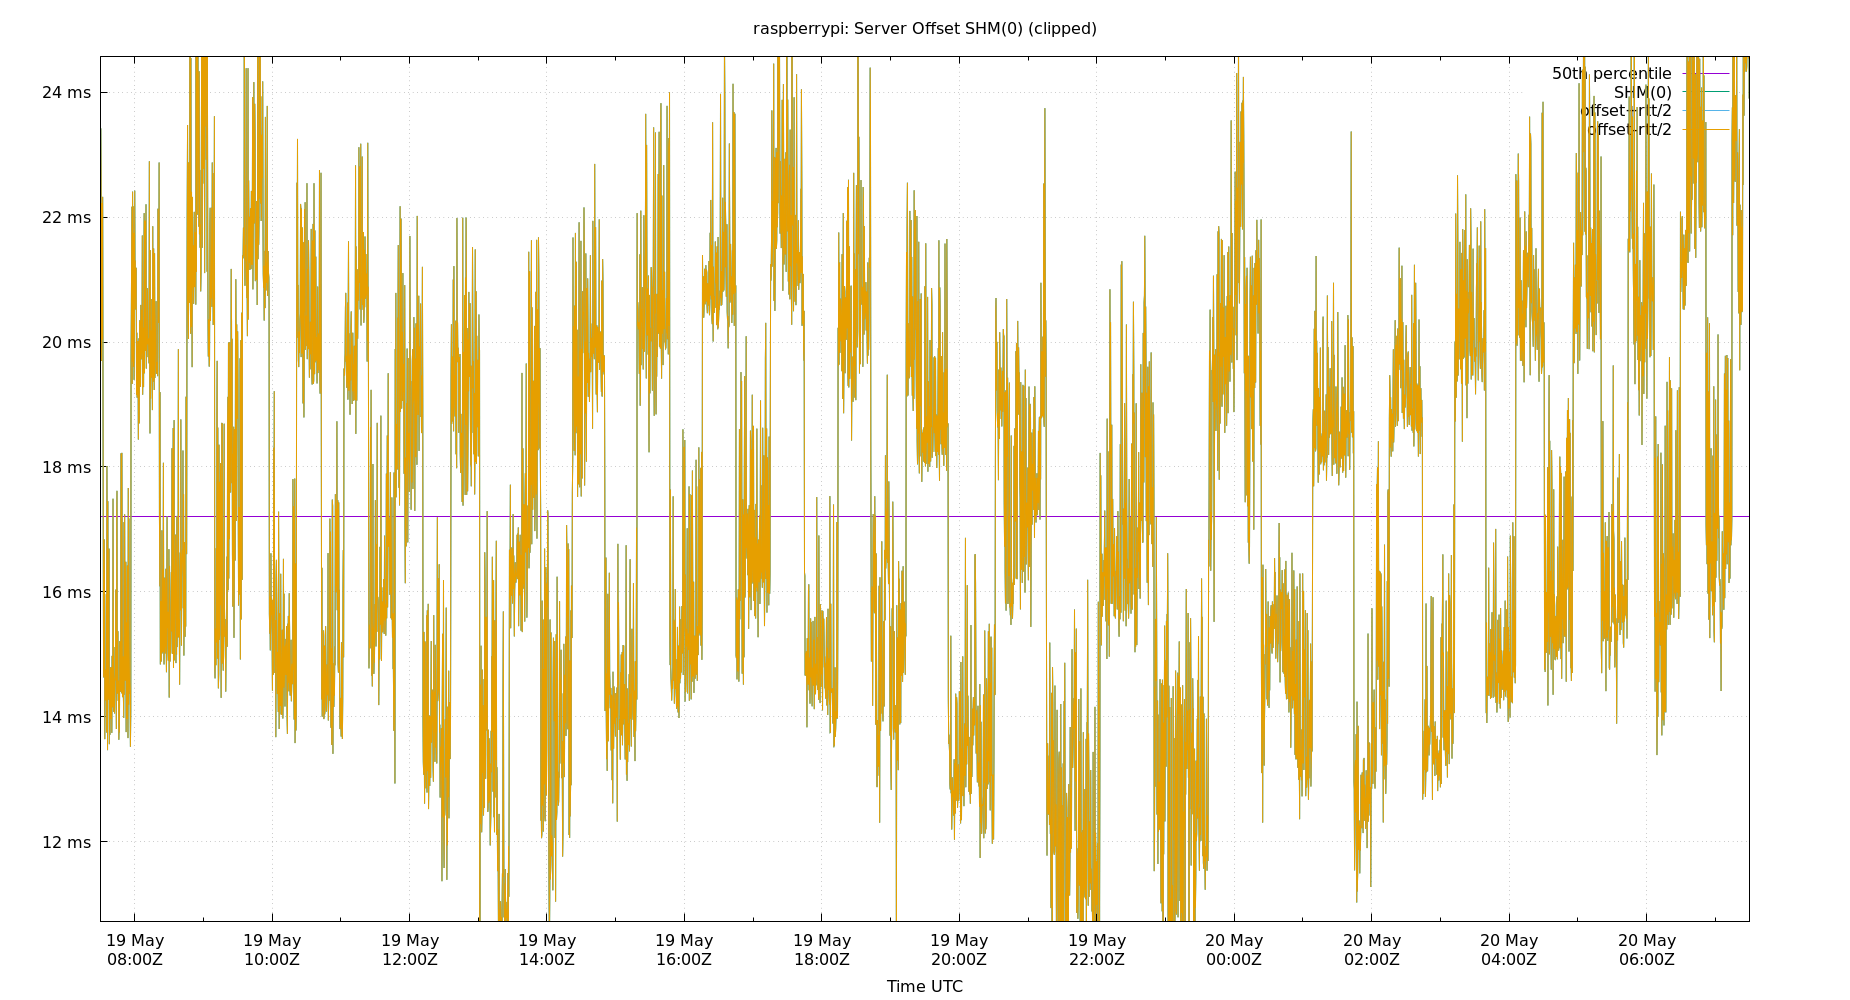 raspberrypi: Server Offset SHM(0) (clipped)
24 ms
22 ms
20 ms
18 ms
16 ms
14 ms
12 ms
50th percentile
SHM(0)
offset+rtt/2
offset-rtt/2
19 May 19 May 19 May 19 May 19 May 19 May 19 May 19 May 20 May 20 May 20 May 20 May
08:00Z 10:00Z 12:00Z 14:00Z 16:00Z 18:00Z 20:00Z 22:00Z 00:00Z 02:00Z 04:00Z 06:00Z
Time UTC